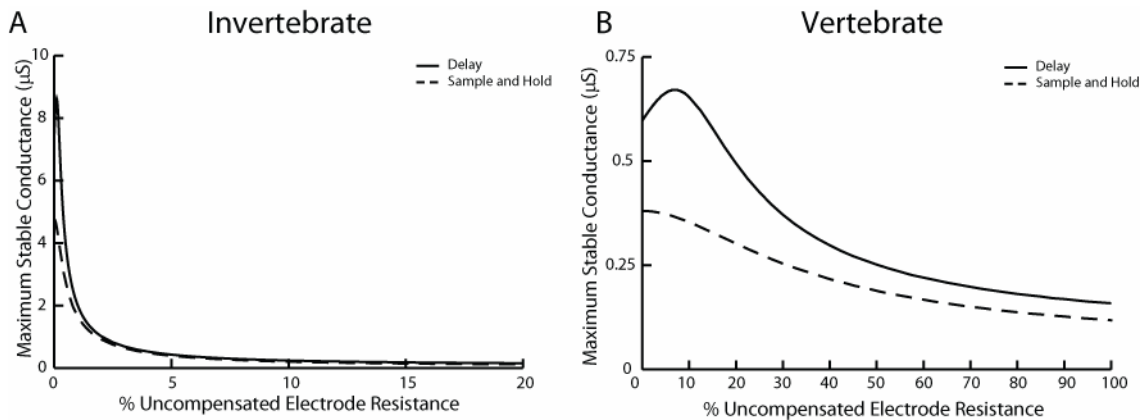 A
Invertebrate
Maximum Stable Conductance (µS)
10
8
6
4
2
0
Delay
Sample and Hold
0
5
10
15
20
% Uncompensated Electrode Resistance
B
Vertebrate
Maximum Stable Conductance (µS)
0.75
0.5
0.25
0
Delay
Sample and Hold
0
10
20
30
40
50
60
70
80
90
100
% Uncompensated Electrode Resistance